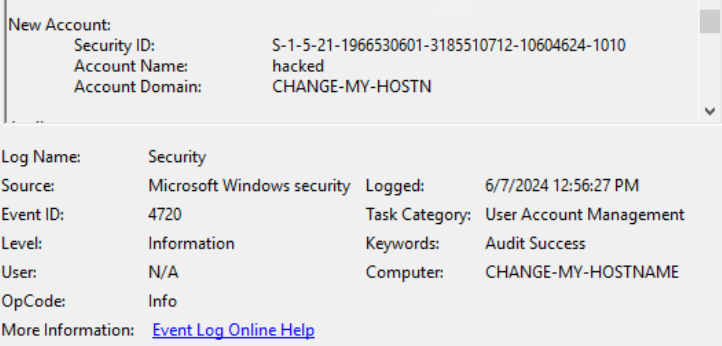 New Account:
Security ID: S-1-5-21-1966530601-3185510712-10604624-1010
Account Name: hacked
Account Domain: CHANGE-MY-HOSTN
Log Name: Security
Source: Microsoft Windows security Logged: 6/7/2024 12:56:27 PM
Event ID: 4720 Task Category: User Account Management
Level: Information Keywords: Audit Success
User: N/A Computer: CHANGE-MY-HOSTNAME
OpCode: Info
More Information: Event Log Online Help